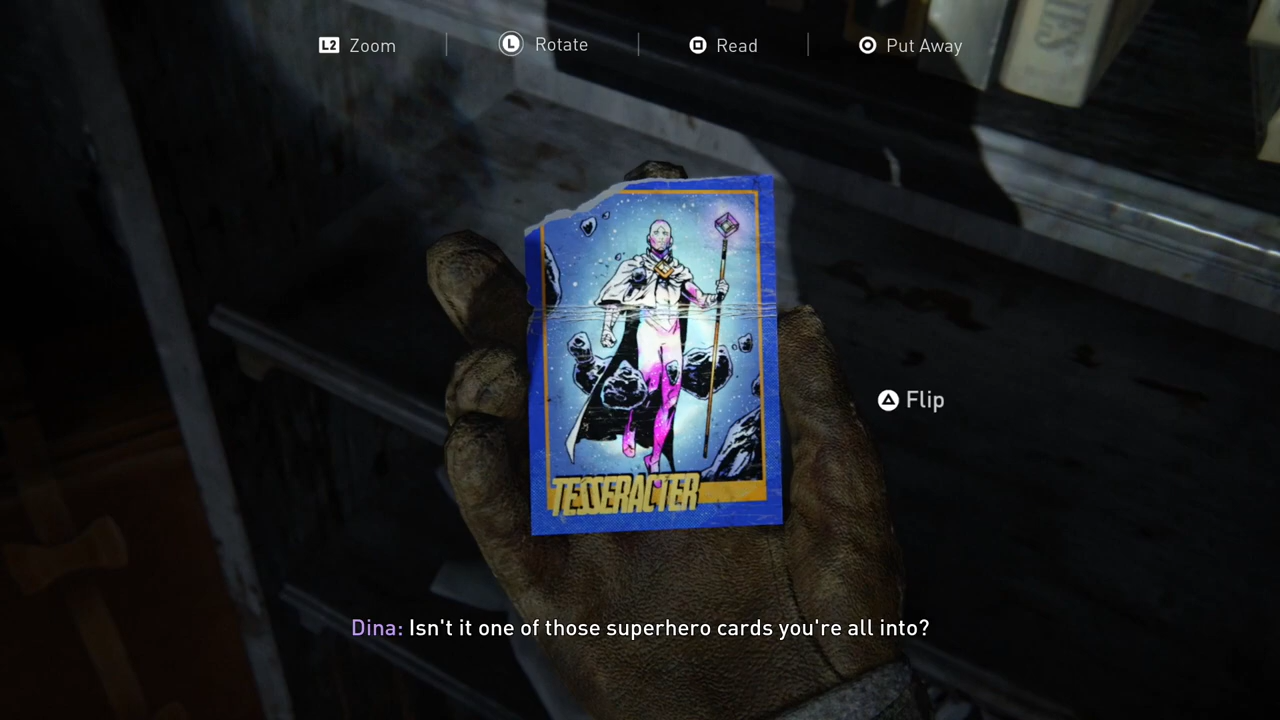 L2 Zoom
L Rotate
Read
Put Away
Flip
TESSERACTER
Dina: Isn't it one of those superhero cards you're all into?